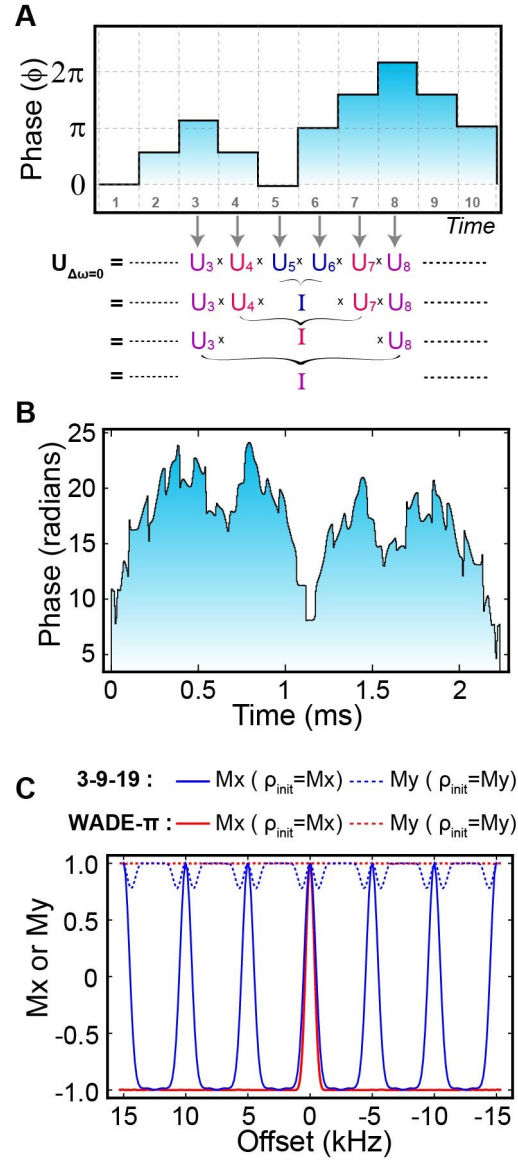 A
Phase (ϕ)
2π
π
0
1 2 3 4 5 6 7 8 9 10
Time
U Δω=0 = ------ U3 x U4 x U5 x U6 x U7 x U8 ------
= ------ U3 x U4 x I x U7 x U8 ------
= ------ U3 x I x U8 ------
= ------ I ------
B
Phase (radians)
25
20
15
10
5
0 0.5 1 1.5 2
Time (ms)
C
3-9-19 : Mx ( ρinit=Mx) My ( ρinit=My)
WADE-π : Mx ( ρinit=Mx) My ( ρinit=My)
Mx or My
1.0
0.5
0
-0.5
-1.0
15 10 5 0 -5 -10 -15
Offset (kHz)